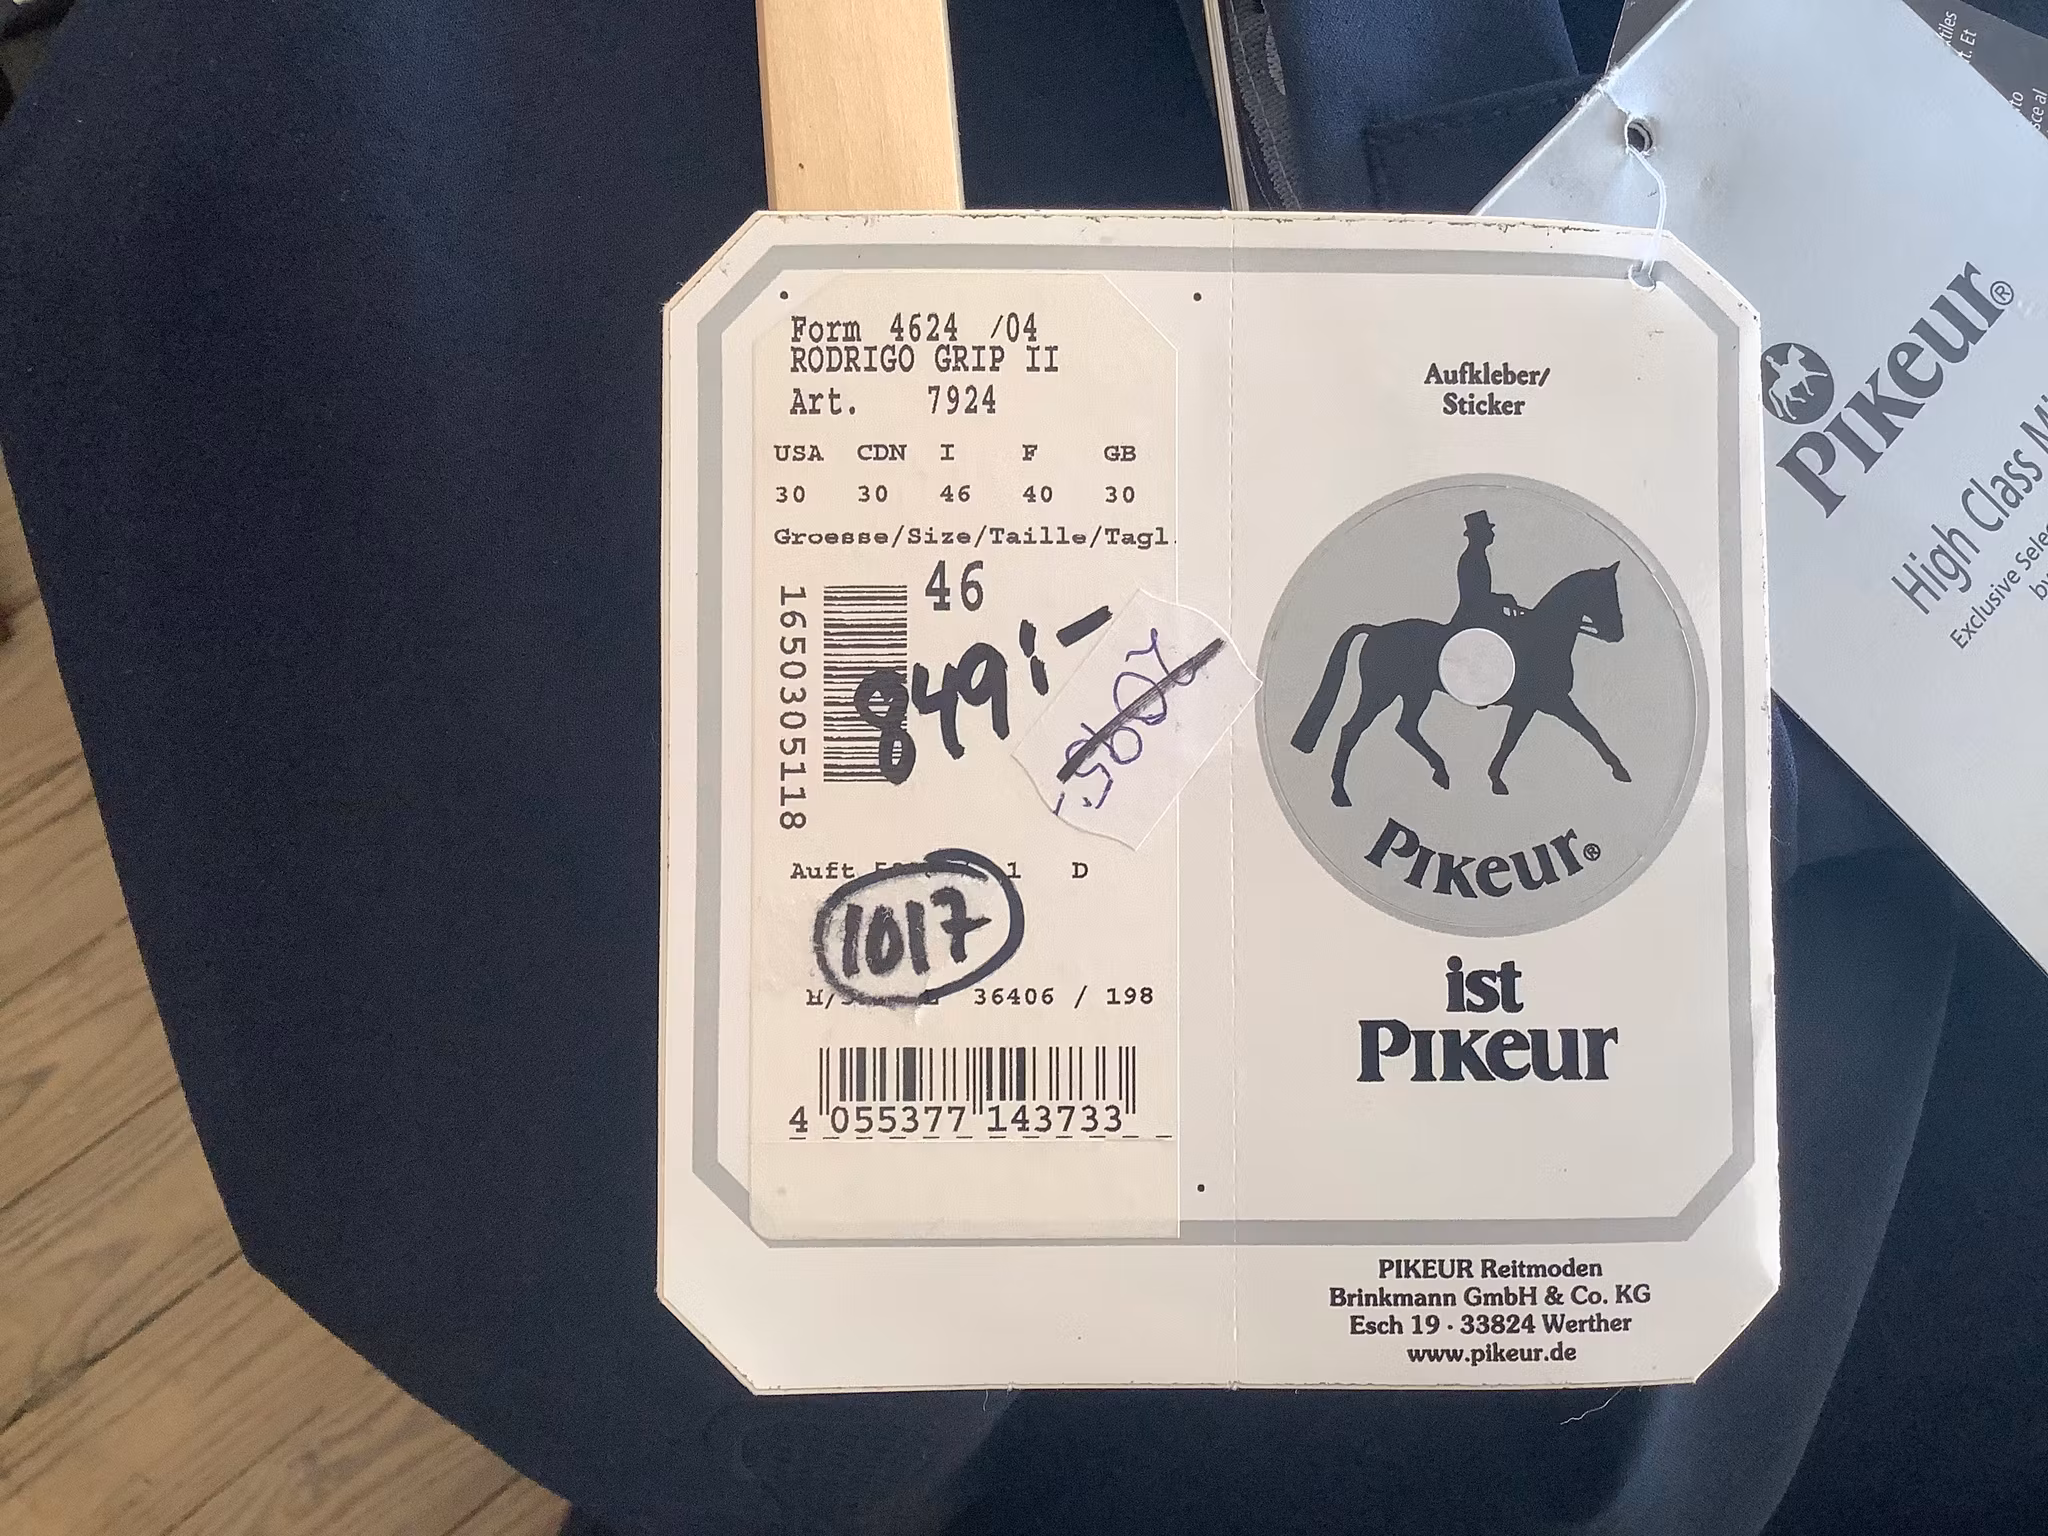 Form 4624 /04
RODRIGO GRIP II
Art. 7924
USA CDN I F GB
30 30 46 40 30
Groesse/Size/Taille/Tagl.
46
1650305118
849:-
Auft 1 D
1017
H/ 36406 / 198
4 055377 143733
Aufkleber/
Sticker
PIKEUR®
ist
PIKEUR
PIKEUR Reitmoden
Brinkmann GmbH & Co. KG
Esch 19 · 33824 Werther
www.pikeur.de
PIKEUR®
High Class
Exclusive